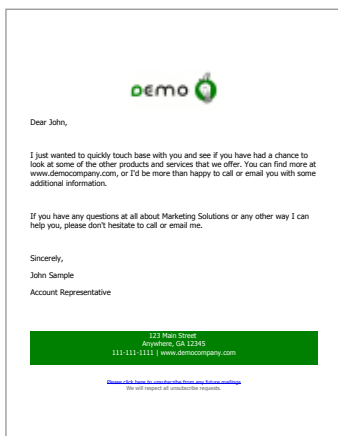 DEMO
Dear John,
I just wanted to quickly touch base with you and see if you have had a chance to
look at some of the other products and services that we offer. You can find more at
www.democompany.com, or I'd be more than happy to call or email you with some
additional information.
If you have any questions at all about Marketing Solutions or any other way I can
help you, please don't hesitate to call or email me.
Sincerely,
John Sample
Account Representative
123 Main Street
Anywhere, GA 12345
111-111-1111 | www.democompany.com
Please click here to unsubscribe from any future mailings
We will respect all unsubscribe requests.